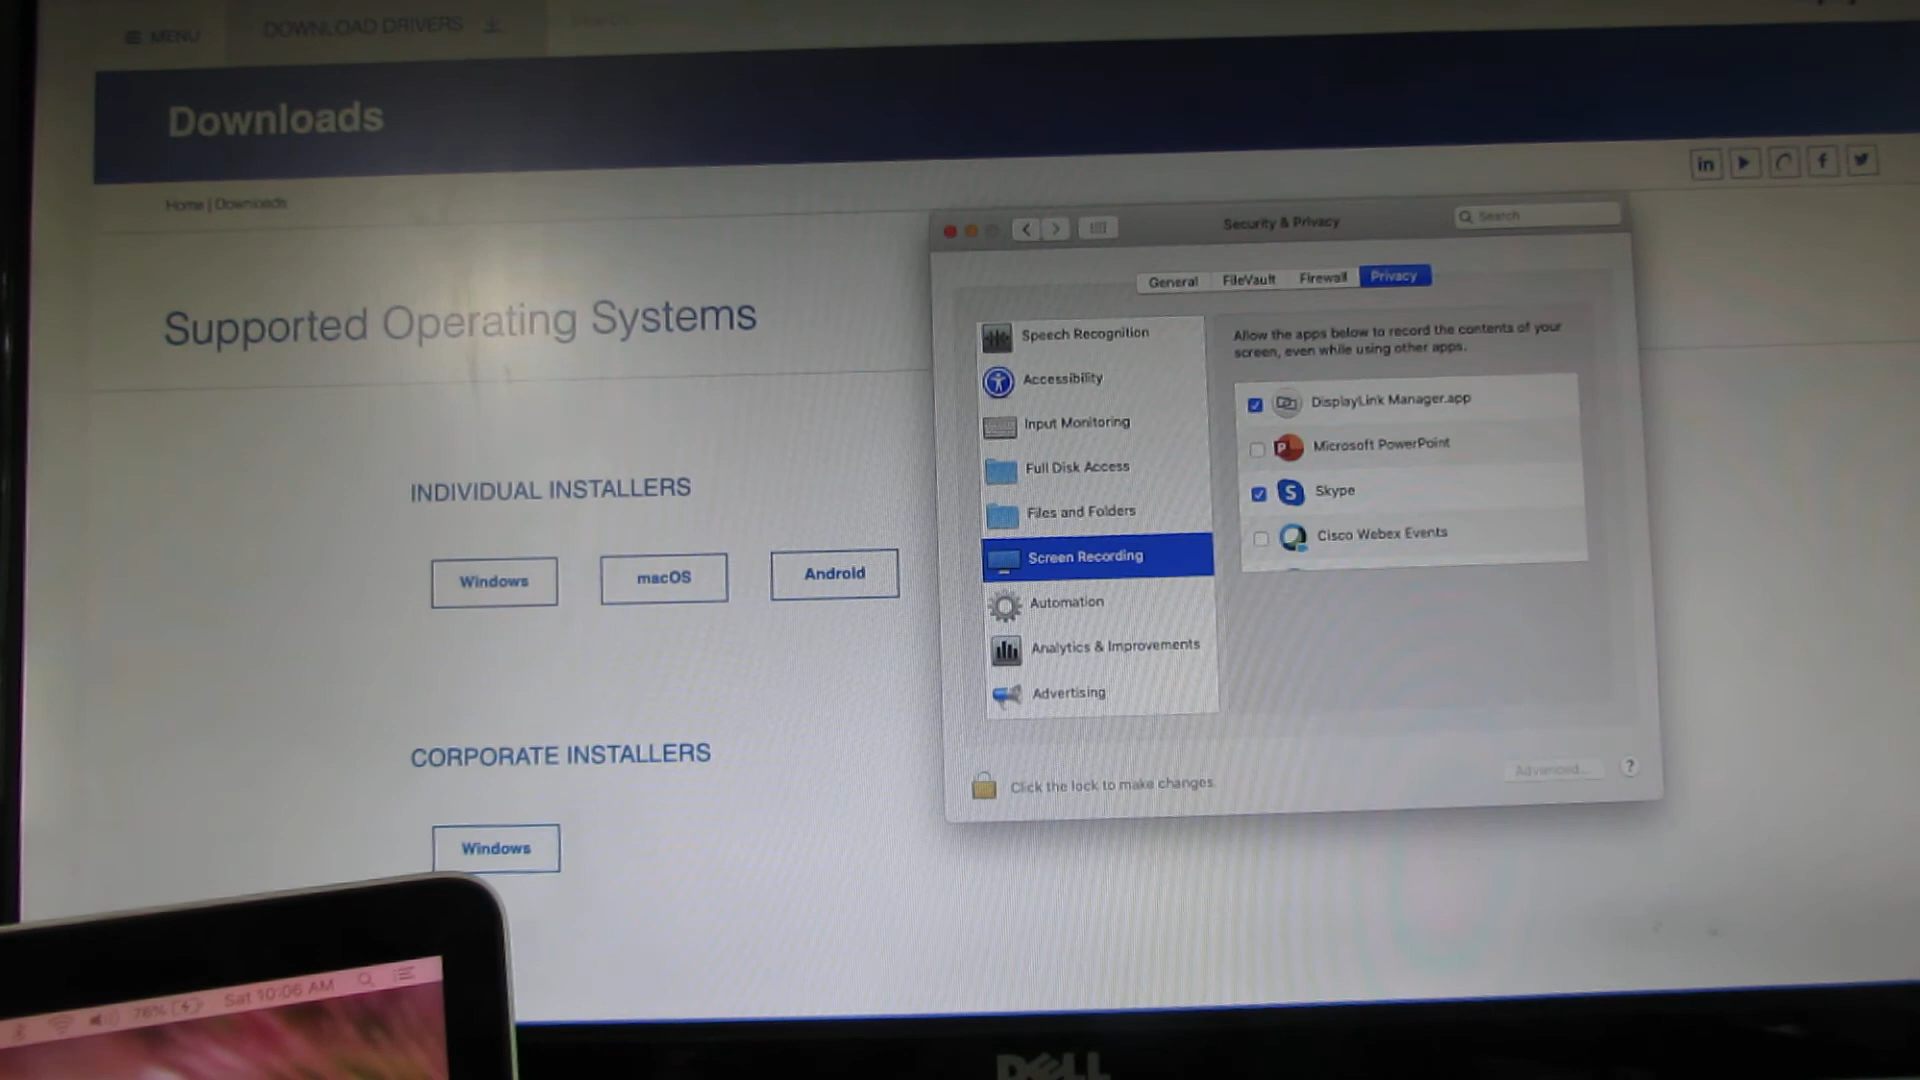 MENU
DOWNLOAD DRIVERS
Downloads
Home | Downloads
in
f
Supported Operating Systems
INDIVIDUAL INSTALLERS
Windows
macOS
Android
CORPORATE INSTALLERS
Windows
Security & Privacy
Search
General
FileVault
Firewall
Privacy
Speech Recognition
Accessibility
Input Monitoring
Full Disk Access
Files and Folders
Screen Recording
Automation
Analytics & Improvements
Advertising
Allow the apps below to record the contents of your
screen, even while using other apps.
DisplayLink Manager.app
P
Microsoft PowerPoint
S
Skype
Cisco Webex Events
Click the lock to make changes.
Advanced...
?
76%
Sat 10:06 AM
DELL